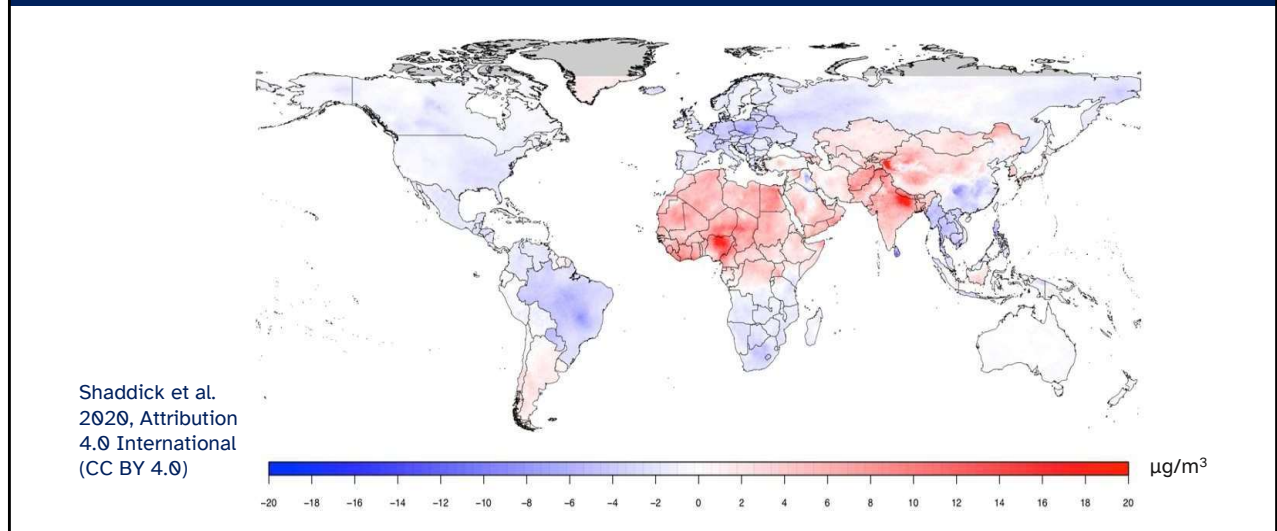 Shaddick et al.
2020, Attribution
4.0 International
(CC BY 4.0)
µg/m³
−20 −18 −16 −14 −12 −10 −8 −6 −4 −2 0 2 4 6 8 10 12 14 16 18 20